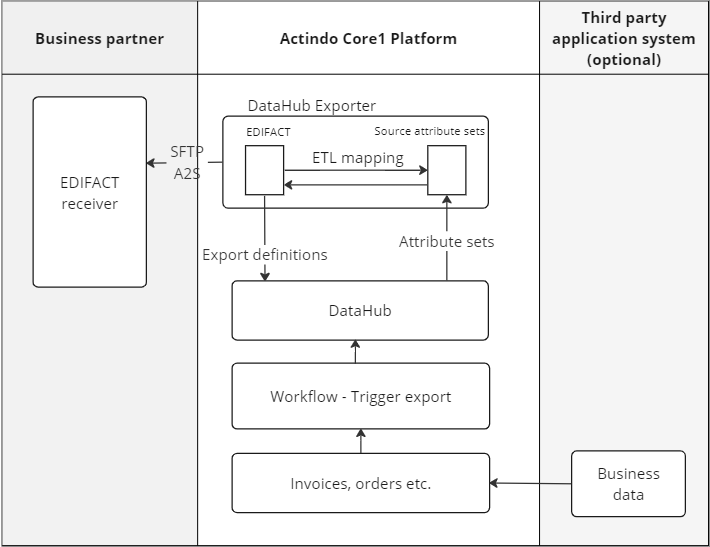 Business partner
Actindo Core1 Platform
Third party
application system
(optional)
DataHub Exporter
EDIFACT
Source attribute sets
ETL mapping
SFTP
A2S
EDIFACT
receiver
Export definitions
Attribute sets
DataHub
Workflow - Trigger export
Invoices, orders etc.
Business
data